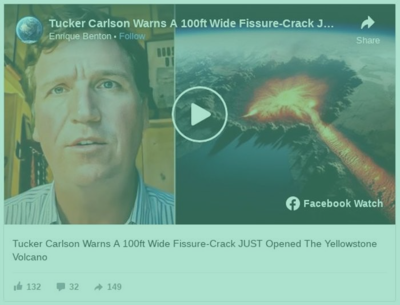 Tucker Carlson Warns A 100ft Wide Fissure-Crack J...
Enrique Benton • Follow
Share
Facebook Watch
Tucker Carlson Warns A 100ft Wide Fissure-Crack JUST Opened The Yellowstone
Volcano
132 32 149